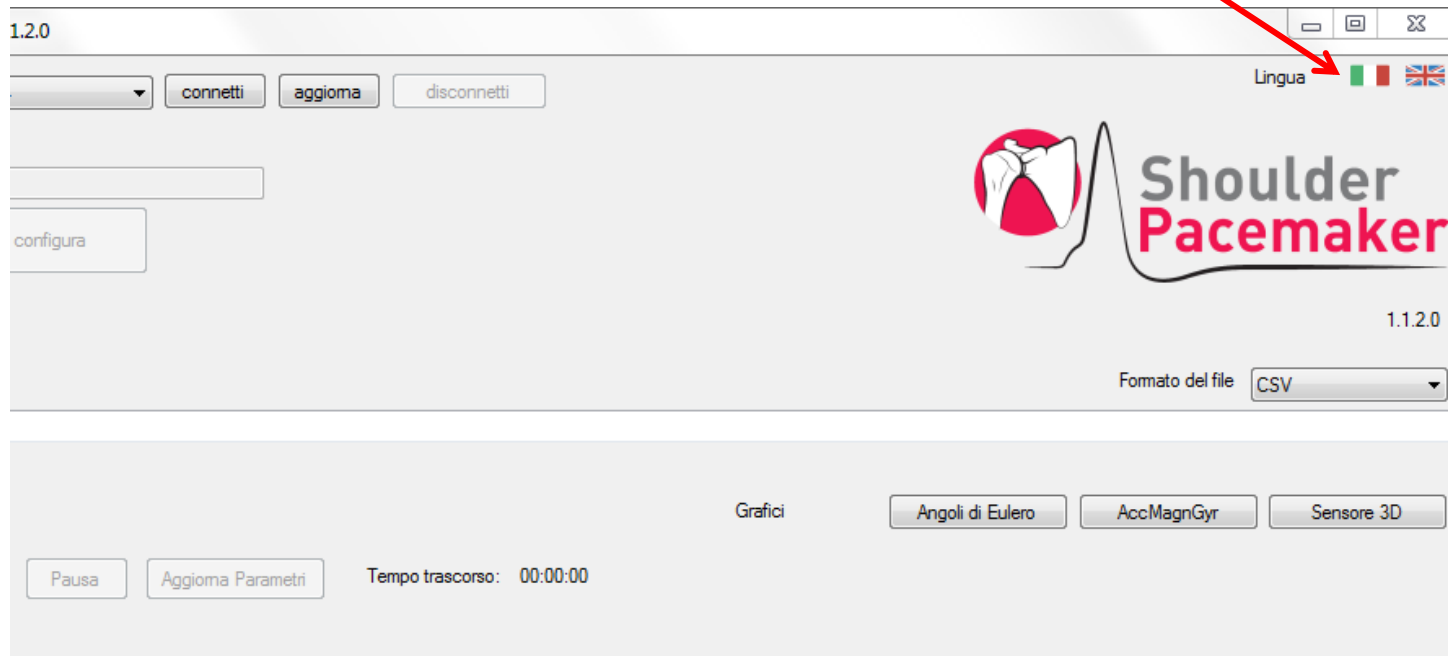 1.2.0
connetti aggiorna disconnetti Lingua
Shoulder
Pacemaker
configura
1.1.2.0
Formato del file CSV
Grafici Angoli di Eulero AccMagnGyr Sensore 3D
Pausa Aggiorna Parametri Tempo trascorso: 00:00:00